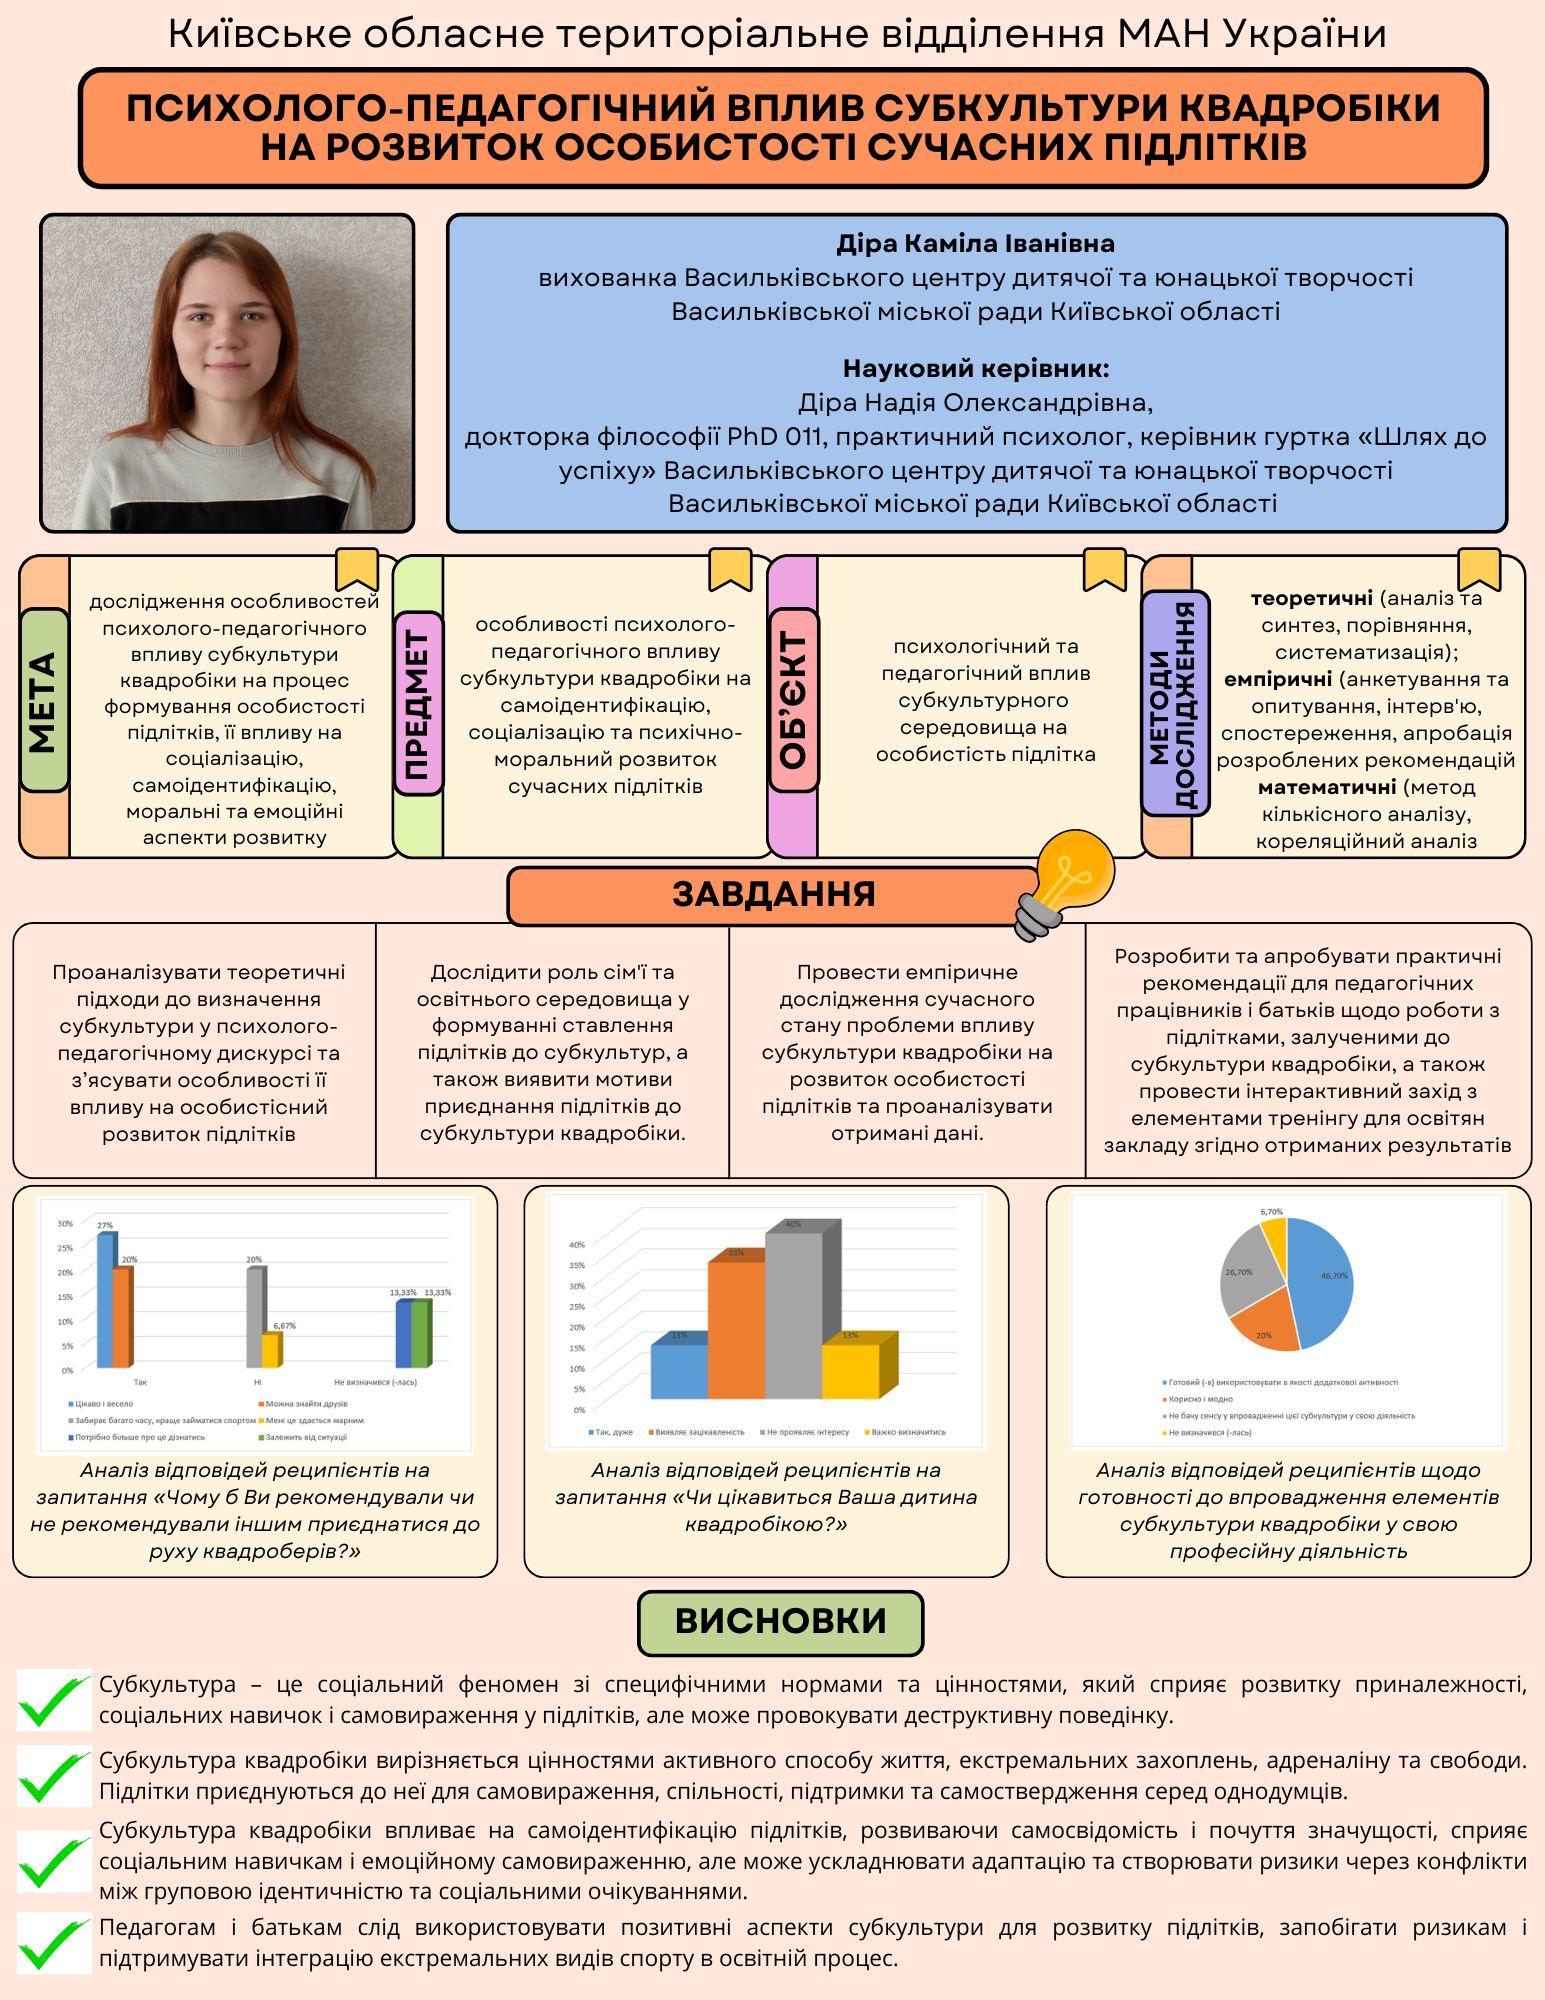 Київське обласне територіальне відділення МАН України
ПСИХОЛОГО-ПЕДАГОГІЧНИЙ ВПЛИВ СУБКУЛЬТУРИ КВАДРОБІКИ
НА РОЗВИТОК ОСОБИСТОСТІ СУЧАСНИХ ПІДЛІТКІВ
Діра Каміла Іванівна
вихованка Васильківського центру дитячої та юнацької творчості
Васильківської міської ради Київської області
Науковий керівник:
Діра Надія Олександрівна,
докторка філософії PhD 011, практичний психолог, керівник гуртка «Шлях до
успіху» Васильківського центру дитячої та юнацької творчості
Васильківської міської ради Київської області
МЕТА
дослідження особливостей
психолого-педагогічного
впливу субкультури
квадробіки на процес
формування особистості
підлітків, її впливу на
соціалізацію,
самоідентифікацію,
моральні та емоційні
аспекти розвитку
ПРЕДМЕТ
особливості психолого-
педагогічного впливу
субкультури квадробіки на
самоідентифікацію,
соціалізацію та психічно-
моральний розвиток
сучасних підлітків
ОБ’ЄКТ
психологічний та
педагогічний вплив
субкультурного
середовища на
особистість підлітка
МЕТОДИ
ДОСЛІДЖЕННЯ
теоретичні (аналіз та
синтез, порівняння,
систематизація);
емпіричні (анкетування та
опитування, інтерв'ю,
спостереження, апробація
розроблених рекомендацій
математичні (метод
кількісного аналізу,
кореляційний аналіз
ЗАВДАННЯ
Проаналізувати теоретичні
підходи до визначення
субкультури у психолого-
педагогічному дискурсі та
з’ясувати особливості її
впливу на особистісний
розвиток підлітків
Дослідити роль сім'ї та
освітнього середовища у
формуванні ставлення
підлітків до субкультур, а
також виявити мотиви
приєднання підлітків до
субкультури квадробіки.
Провести емпіричне
дослідження сучасного
стану проблеми впливу
субкультури квадробіки на
розвиток особистості
підлітків та проаналізувати
отримані дані.
Розробити та апробувати практичні
рекомендації для педагогічних
працівників і батьків щодо роботи з
підлітками, залученими до
субкультури квадробіки, а також
провести інтерактивний захід з
елементами тренінгу для освітян
закладу згідно отриманих результатів
30%
25%
20%
15%
10%
5%
0%
27%
20%
20%
6,67%
13,33% 13,33%
Так Ні Не визначився (-лась)
Цікаво і весело Можна знайти друзів
Забирає багато часу, краще займатися спортом Мені це здається марним
Потрібно більше про це дізнатись Залежить від ситуації
Аналіз відповідей реципієнтів на
запитання «Чому б Ви рекомендували чи
не рекомендували іншим приєднатися до
руху квадроберів?»
40%
35%
30%
25%
20%
15%
10%
5%
0%
13%
33%
40%
13%
Так, дуже Виявляє зацікавленість Не проявляє інтересу Важко визначитись
Аналіз відповідей реципієнтів на
запитання «Чи цікавиться Ваша дитина
квадробікою?»
6,70%
46,70%
26,70%
20%
Готовий (-а) використовувати в якості додаткової активності
Корисно і модно
Не бачу сенсу у впровадженні цієї субкультури у свою діяльність
Не визначився (-лась)
Аналіз відповідей реципієнтів щодо
готовності до впровадження елементів
субкультури квадробіки у свою
професійну діяльність
ВИСНОВКИ
Субкультура – це соціальний феномен зі специфічними нормами та цінностями, який сприяє розвитку приналежності,
соціальних навичок і самовираження у підлітків, але може провокувати деструктивну поведінку.
Субкультура квадробіки вирізняється цінностями активного способу життя, екстремальних захоплень, адреналіну та свободи.
Підлітки приєднуються до неї для самовираження, спільності, підтримки та самоствердження серед однодумців.
Субкультура квадробіки впливає на самоідентифікацію підлітків, розвиваючи самосвідомість і почуття значущості, сприяє
соціальним навичкам і емоційному самовираженню, але може ускладнювати адаптацію та створювати ризики через конфлікти
між груповою ідентичністю та соціальними очікуваннями.
Педагогам і батькам слід використовувати позитивні аспекти субкультури для розвитку підлітків, запобігати ризикам і
підтримувати інтеграцію екстремальних видів спорту в освітній процес.